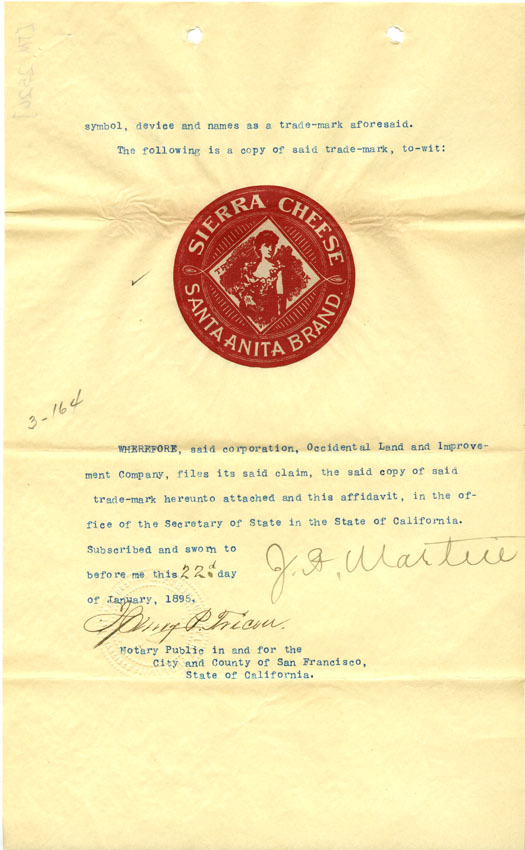 symbol, device and names as a trade-mark aforesaid.
The following is a copy of said trade-mark, to-wit:
SIERRA CHEESE
SANTA ANITA BRAND
3-164
WHEREFORE, said corporation, Occidental Land and Improve-
ment Company, files its said claim, the said copy of said
trade-mark hereunto attached and this affidavit, in the of-
fice of the Secretary of State in the State of California.
Subscribed and sworn to
before me this 22d day
of January, 1895.
J. A.
Notary Public in and for the
City and County of San Francisco,
State of California.